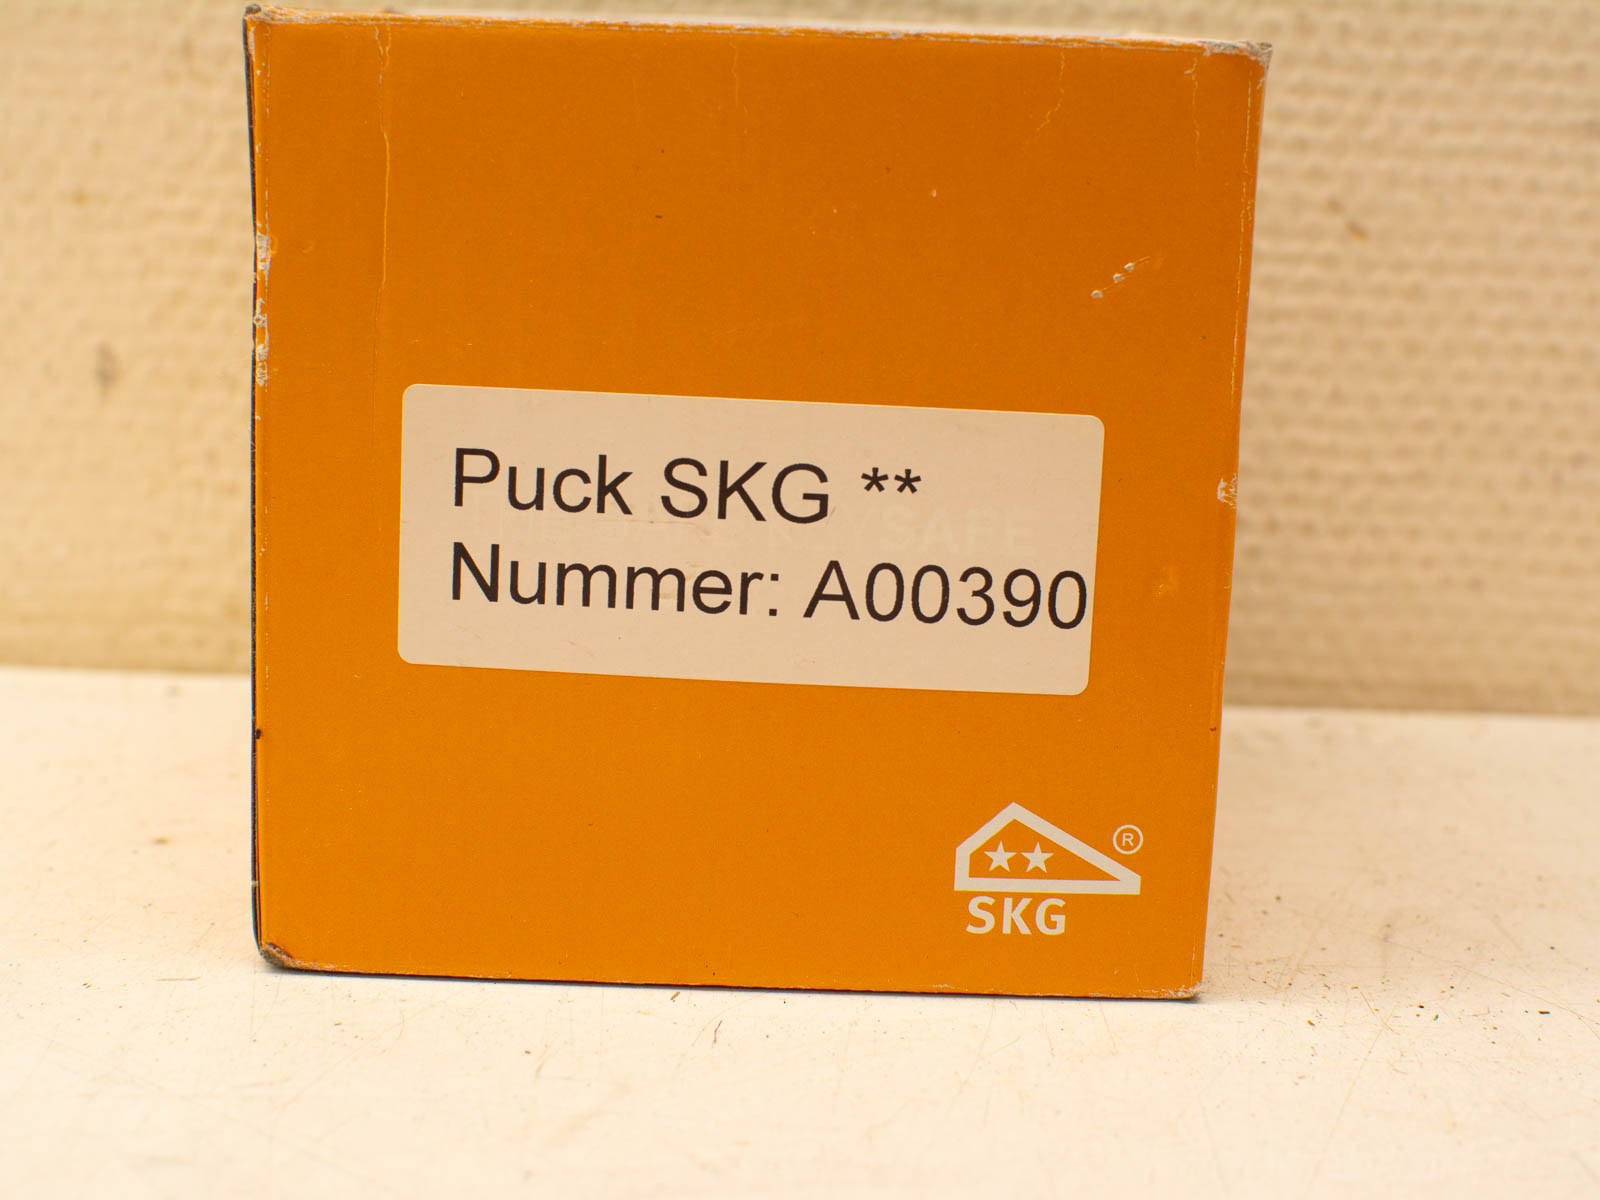 Puck SKG **
Nummer: A00390
®
SKG